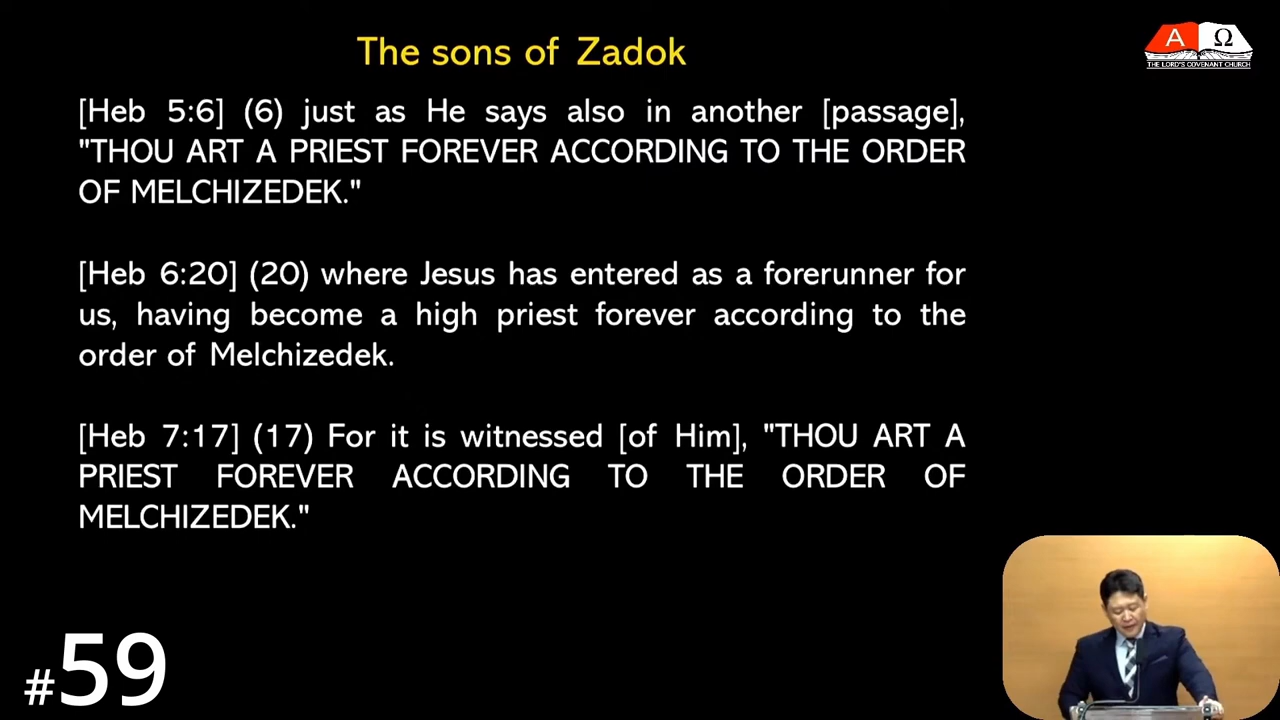 The sons of Zadok
A Ω
THE LORD'S COVENANT CHURCH
[Heb 5:6] (6) just as He says also in another [passage],
"THOU ART A PRIEST FOREVER ACCORDING TO THE ORDER
OF MELCHIZEDEK."
[Heb 6:20] (20) where Jesus has entered as a forerunner for
us, having become a high priest forever according to the
order of Melchizedek.
[Heb 7:17] (17) For it is witnessed [of Him], "THOU ART A
PRIEST FOREVER ACCORDING TO THE ORDER OF
MELCHIZEDEK."
#59